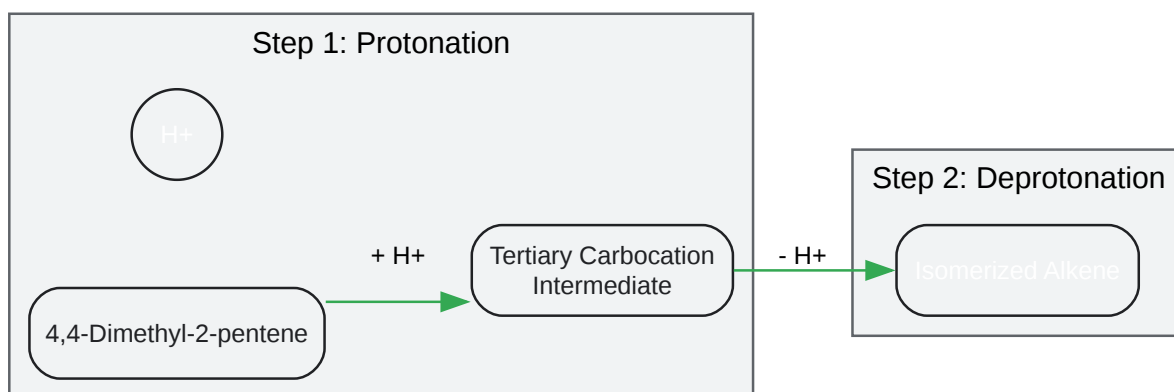 Step 1: Protonation
H+
4,4-Dimethyl-2-pentene
+ H+
Tertiary Carbocation
Intermediate
- H+
Step 2: Deprotonation
Isomerized Alkene